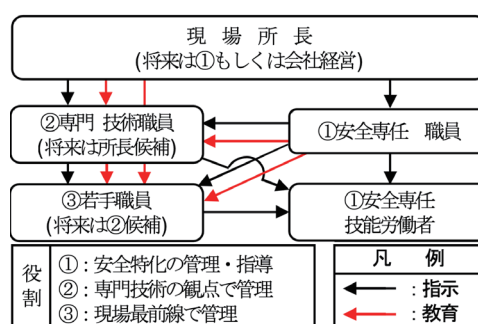 現 場 所 長
(将来は①もしくは会社経営)
②専門 技術職員
(将来は所長候補)
①安全専任 職員
③若手職員
(将来は②候補)
①安全専任
技能労働者
役割
①：安全特化の管理・指導
②：専門技術の観点で管理
③：現場最前線で管理
凡 例
：指示
：教育